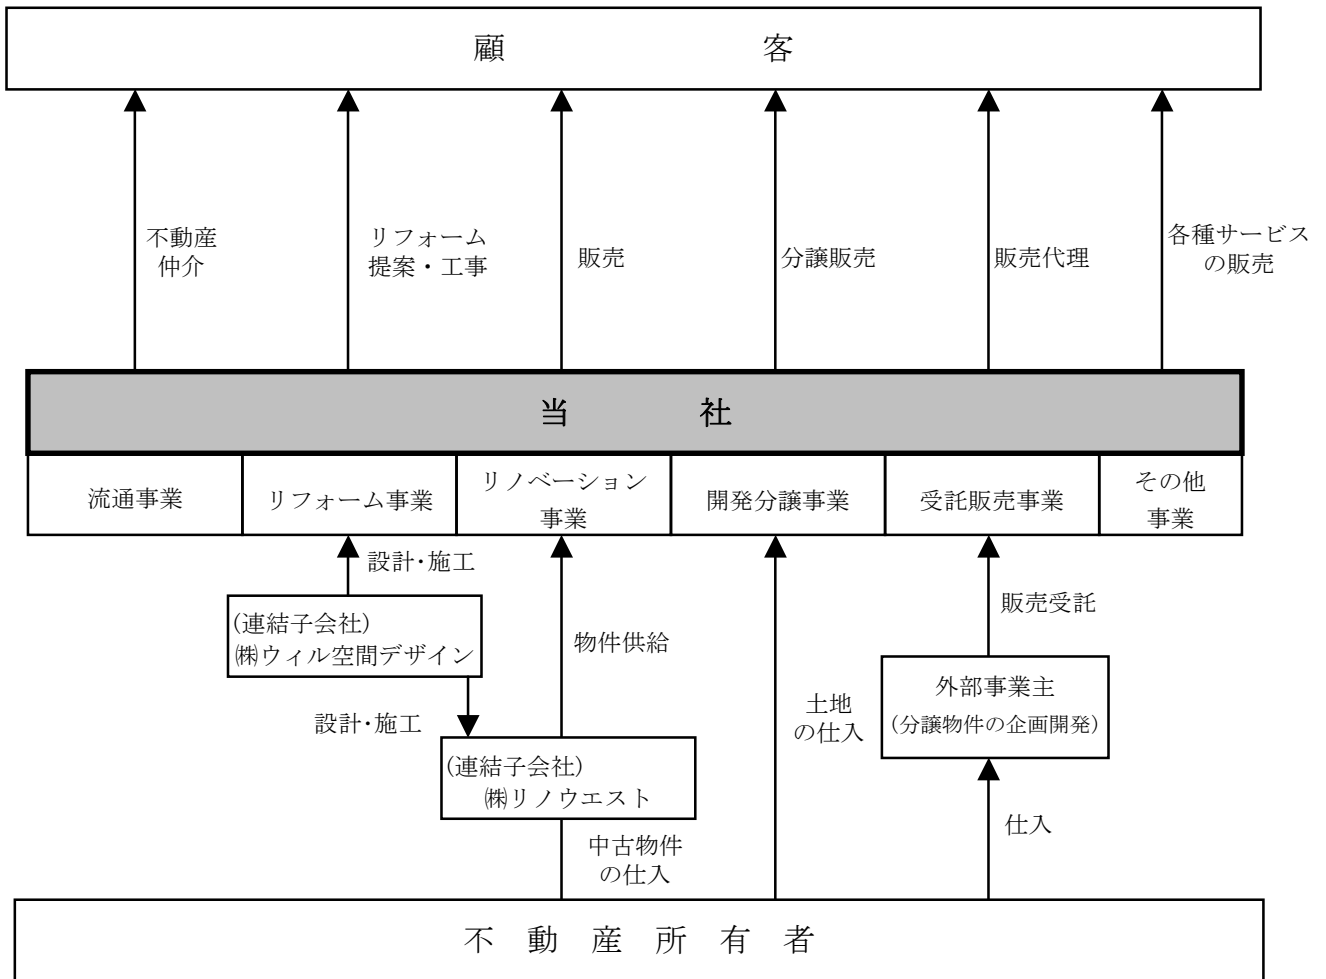 顧客
不動産
仲介
リフォーム
提案・工事
販売
分譲販売
販売代理
各種サービス
の販売
当社
流通事業
リフォーム事業
リノベーション
事業
開発分譲事業
受託販売事業
その他
事業
設計・施工
(連結子会社)
㈱ウィル空間デザイン
設計・施工
物件供給
(連結子会社)
㈱リノウエスト
中古物件
の仕入
土地
の仕入
販売受託
外部事業主
(分譲物件の企画開発)
仕入
不動産所有者